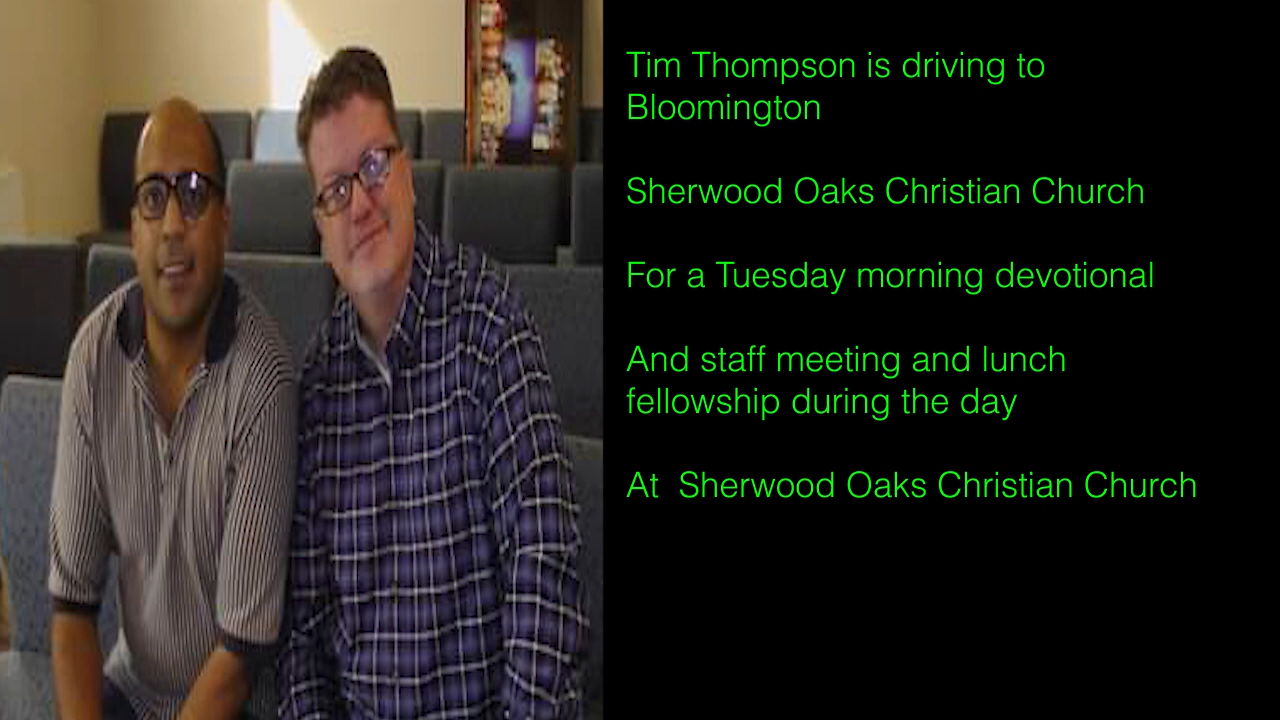 Tim Thompson is driving to
Bloomington
Sherwood Oaks Christian Church
For a Tuesday morning devotional
And staff meeting and lunch
fellowship during the day
At  Sherwood Oaks Christian Church